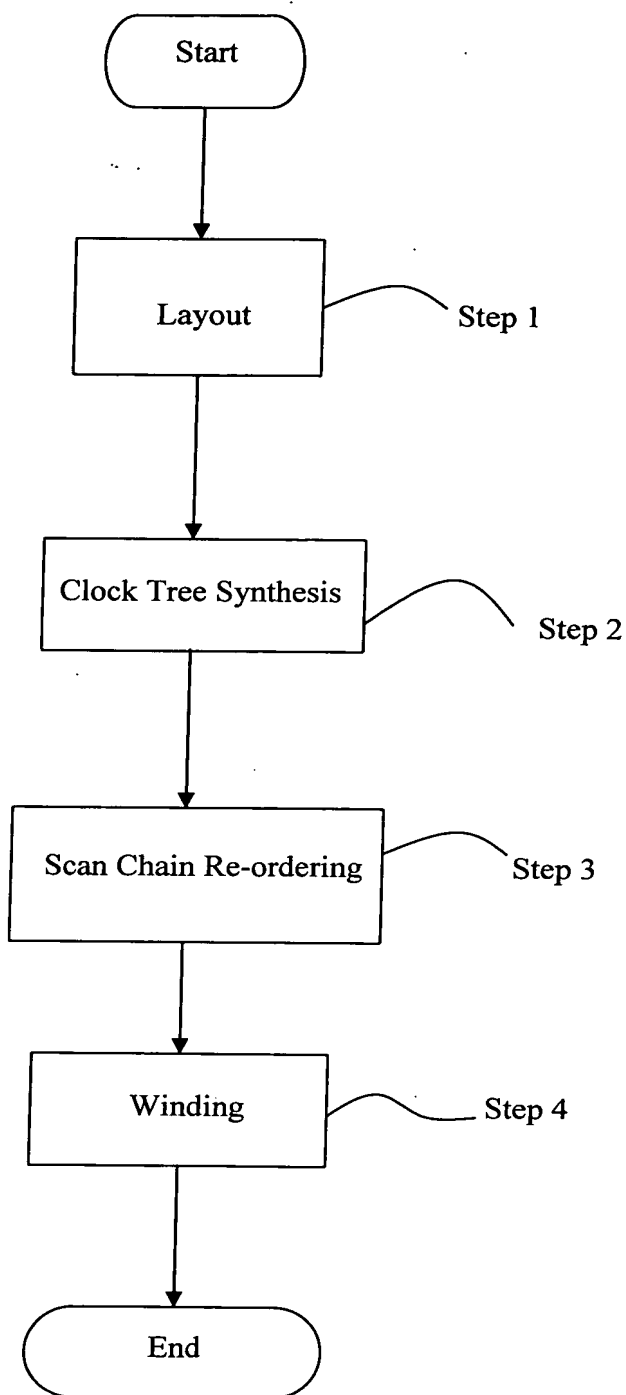 Start
Layout
Step 1
Clock Tree Synthesis
Step 2
Scan Chain Re-ordering
Step 3
Winding
Step 4
End